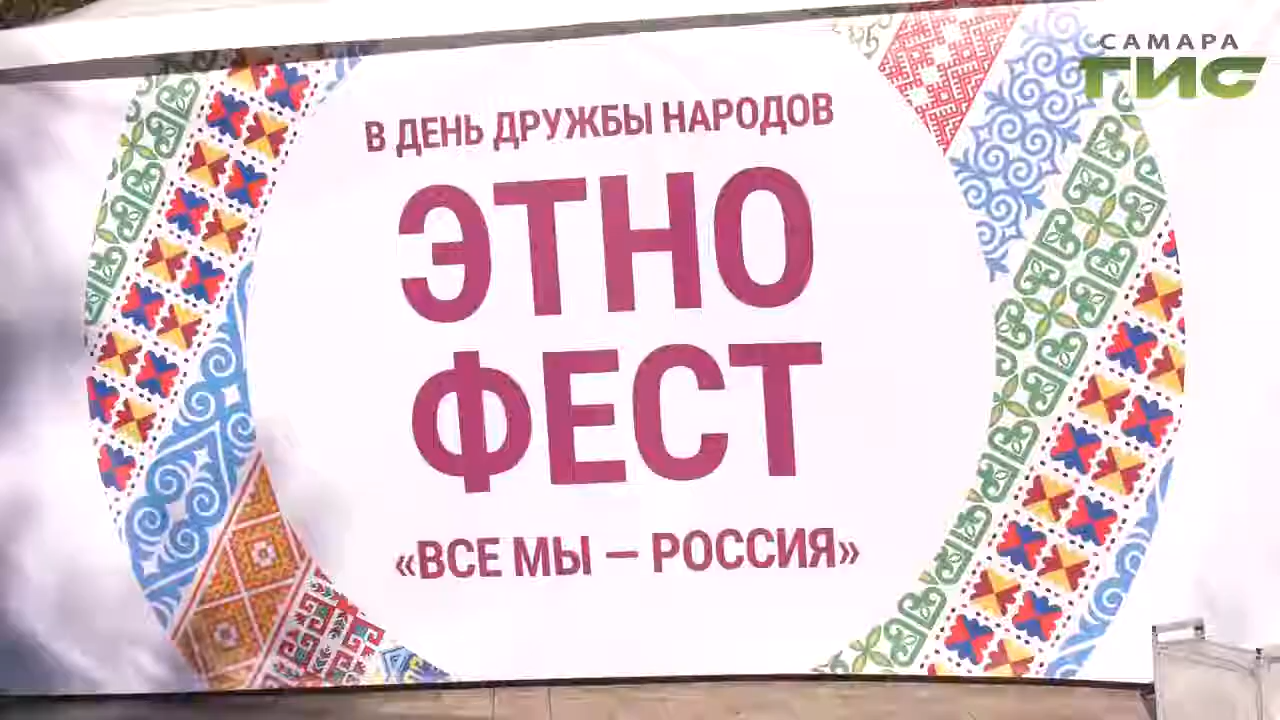 САМАРА
ГИС
В ДЕНЬ ДРУЖБЫ НАРОДОВ
ЭТНО
ФЕСТ
«ВСЕ МЫ – РОССИЯ»